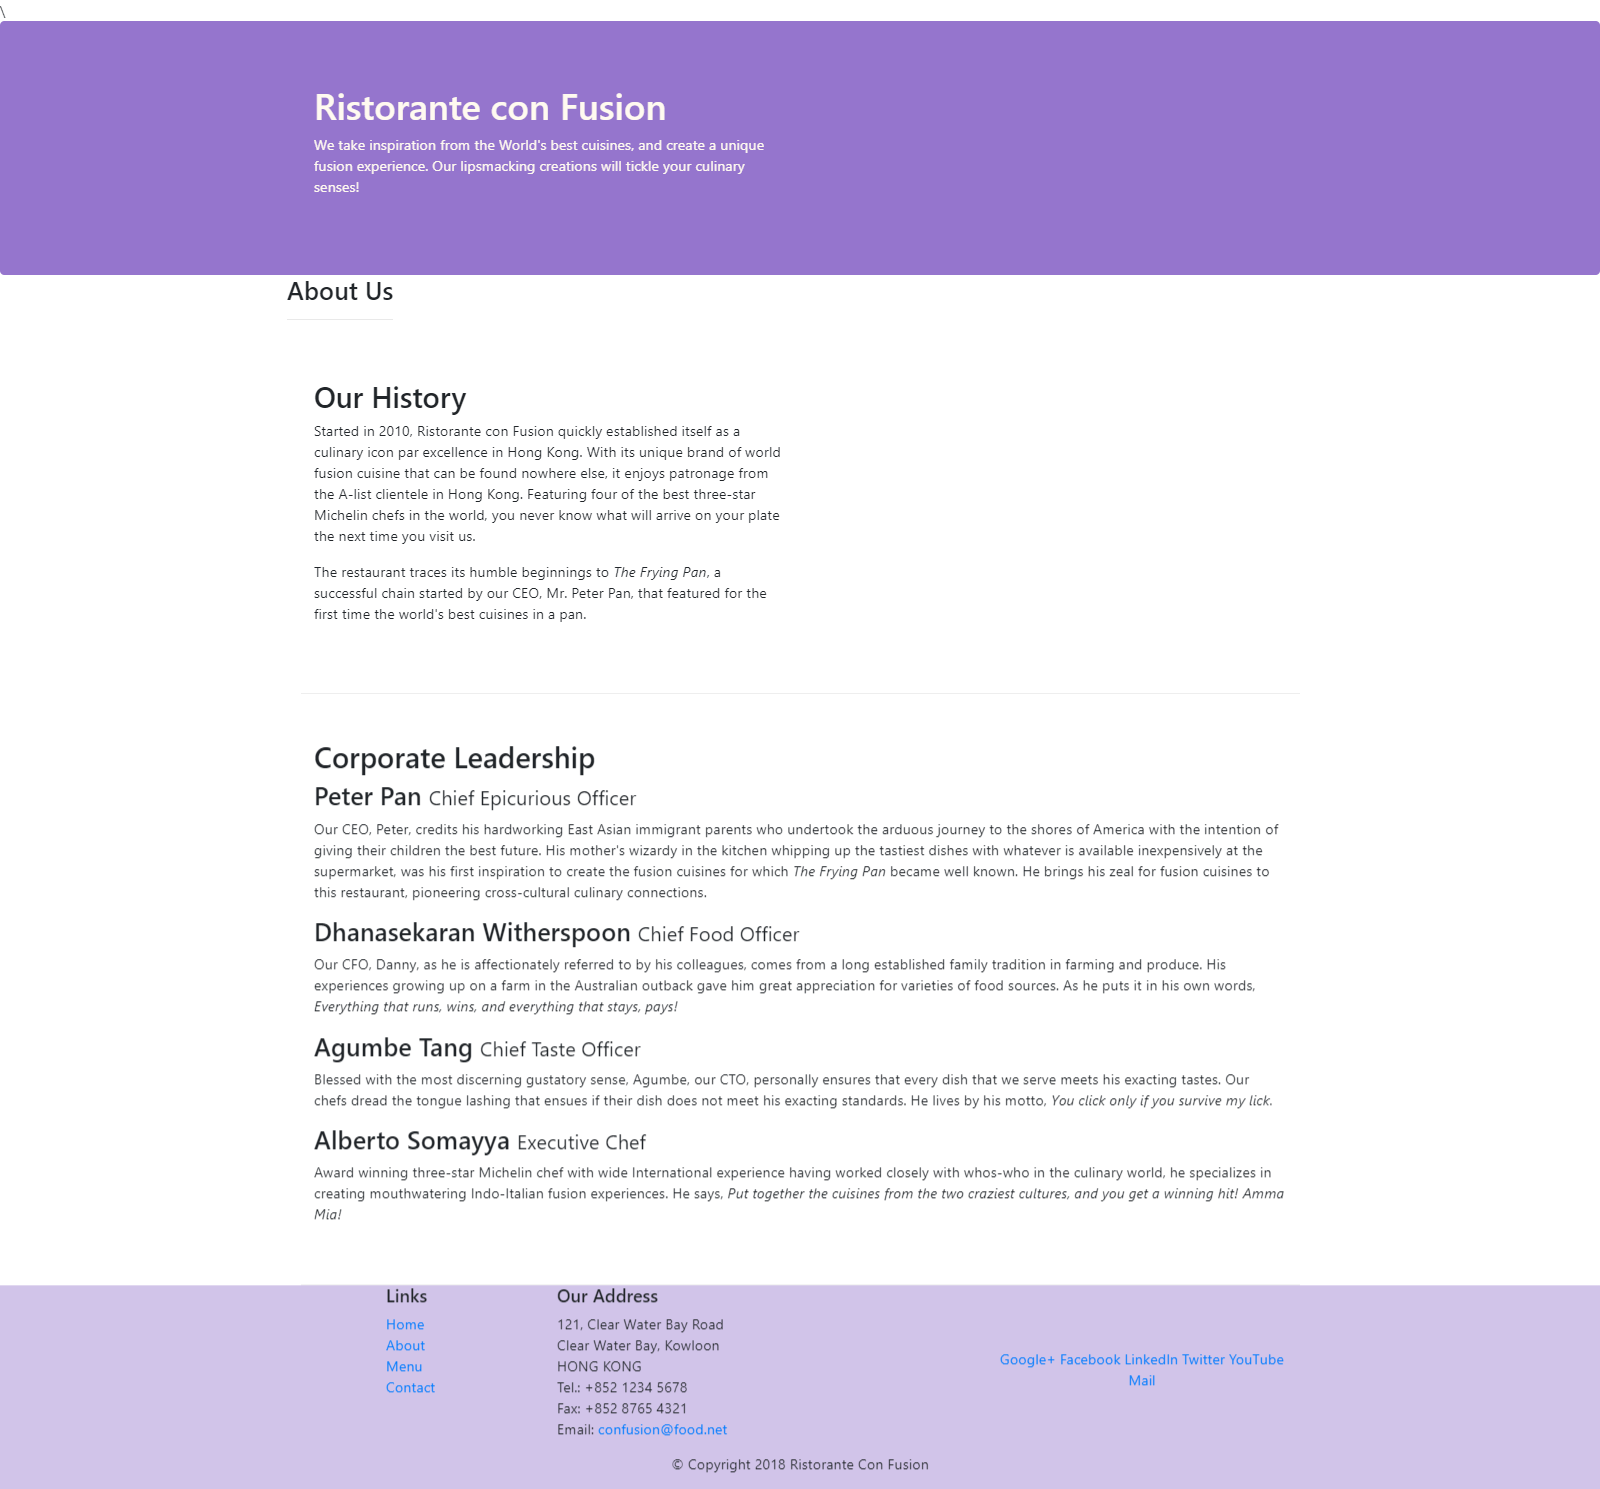 \
Ristorante con Fusion
We take inspiration from the World's best cuisines, and create a unique
fusion experience. Our lipsmacking creations will tickle your culinary
senses!
About Us
Our History
Started in 2010, Ristorante con Fusion quickly established itself as a
culinary icon par excellence in Hong Kong. With its unique brand of world
fusion cuisine that can be found nowhere else, it enjoys patronage from
the A-list clientele in Hong Kong. Featuring four of the best three-star
Michelin chefs in the world, you never know what will arrive on your plate
the next time you visit us.
The restaurant traces its humble beginnings to The Frying Pan, a
successful chain started by our CEO, Mr. Peter Pan, that featured for the
first time the world's best cuisines in a pan.
Corporate Leadership
Peter Pan Chief Epicurious Officer
Our CEO, Peter, credits his hardworking East Asian immigrant parents who undertook the arduous journey to the shores of America with the intention of
giving their children the best future. His mother's wizardy in the kitchen whipping up the tastiest dishes with whatever is available inexpensively at the
supermarket, was his first inspiration to create the fusion cuisines for which The Frying Pan became well known. He brings his zeal for fusion cuisines to
this restaurant, pioneering cross-cultural culinary connections.
Dhanasekaran Witherspoon Chief Food Officer
Our CFO, Danny, as he is affectionately referred to by his colleagues, comes from a long established family tradition in farming and produce. His
experiences growing up on a farm in the Australian outback gave him great appreciation for varieties of food sources. As he puts it in his own words,
Everything that runs, wins, and everything that stays, pays!
Agumbe Tang Chief Taste Officer
Blessed with the most discerning gustatory sense, Agumbe, our CTO, personally ensures that every dish that we serve meets his exacting tastes. Our
chefs dread the tongue lashing that ensues if their dish does not meet his exacting standards. He lives by his motto, You click only if you survive my lick.
Alberto Somayya Executive Chef
Award winning three-star Michelin chef with wide International experience having worked closely with whos-who in the culinary world, he specializes in
creating mouthwatering Indo-Italian fusion experiences. He says, Put together the cuisines from the two craziest cultures, and you get a winning hit! Amma
Mia!
Links
Home
About
Menu
Contact
Our Address
121, Clear Water Bay Road
Clear Water Bay, Kowloon
HONG KONG
Tel.: +852 1234 5678
Fax: +852 8765 4321
Email: confusion@food.net
Google+ Facebook LinkedIn Twitter YouTube
Mail
© Copyright 2018 Ristorante Con Fusion